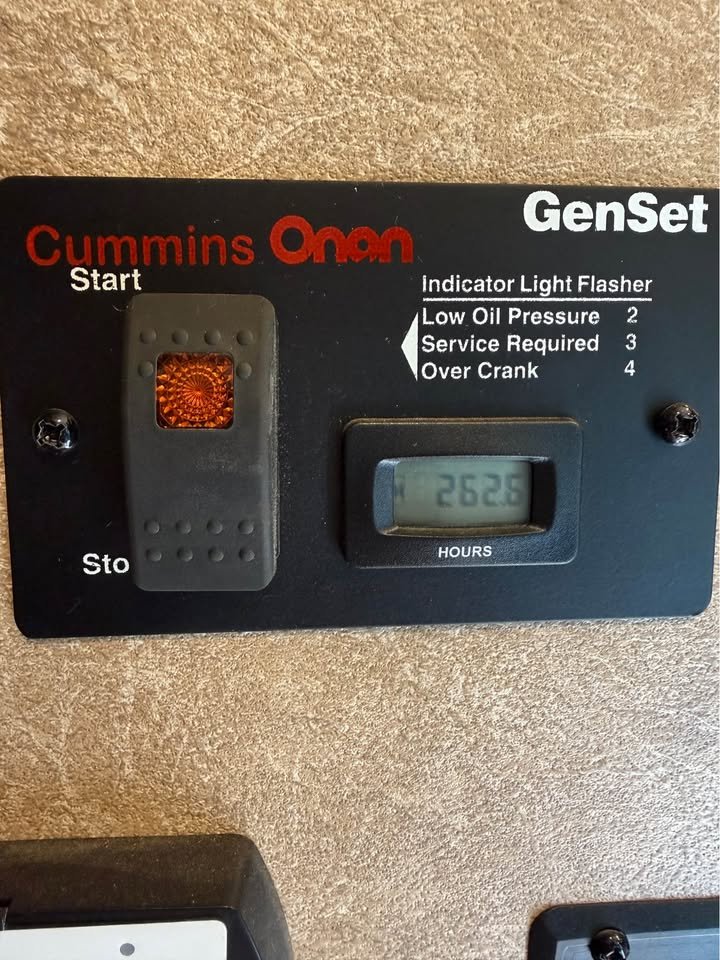 GenSet
Cummins Onan
Start
Indicator Light Flasher
Low Oil Pressure 2
Service Required 3
Over Crank 4
262.6
HOURS
Sto